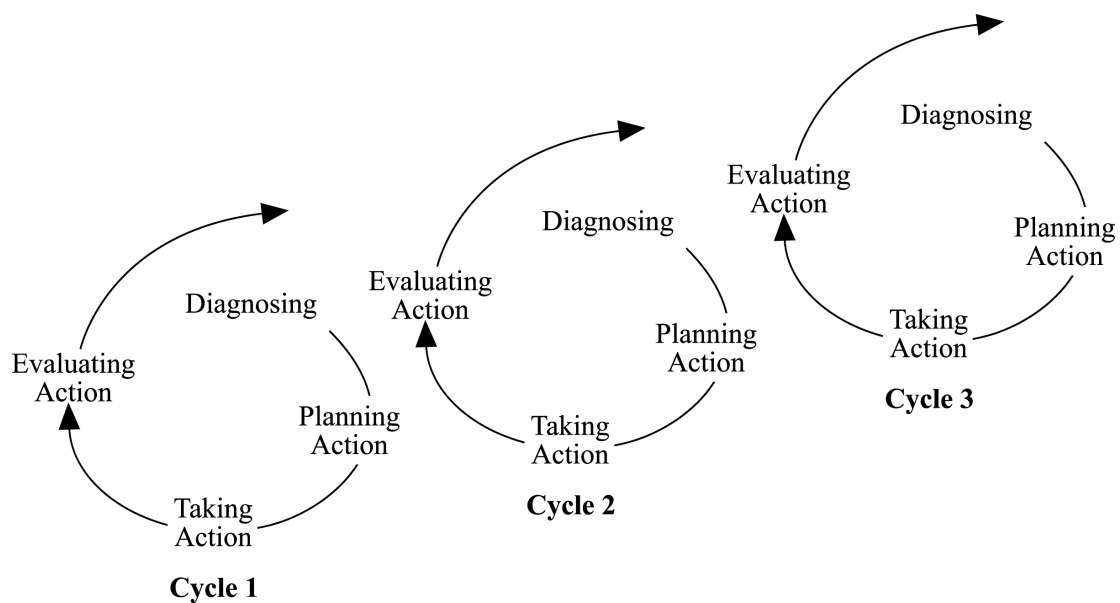 Diagnosing
Planning
Action
Taking
Action
Evaluating
Action
Cycle 1
Diagnosing
Planning
Action
Taking
Action
Evaluating
Action
Cycle 2
Diagnosing
Planning
Action
Taking
Action
Evaluating
Action
Cycle 3